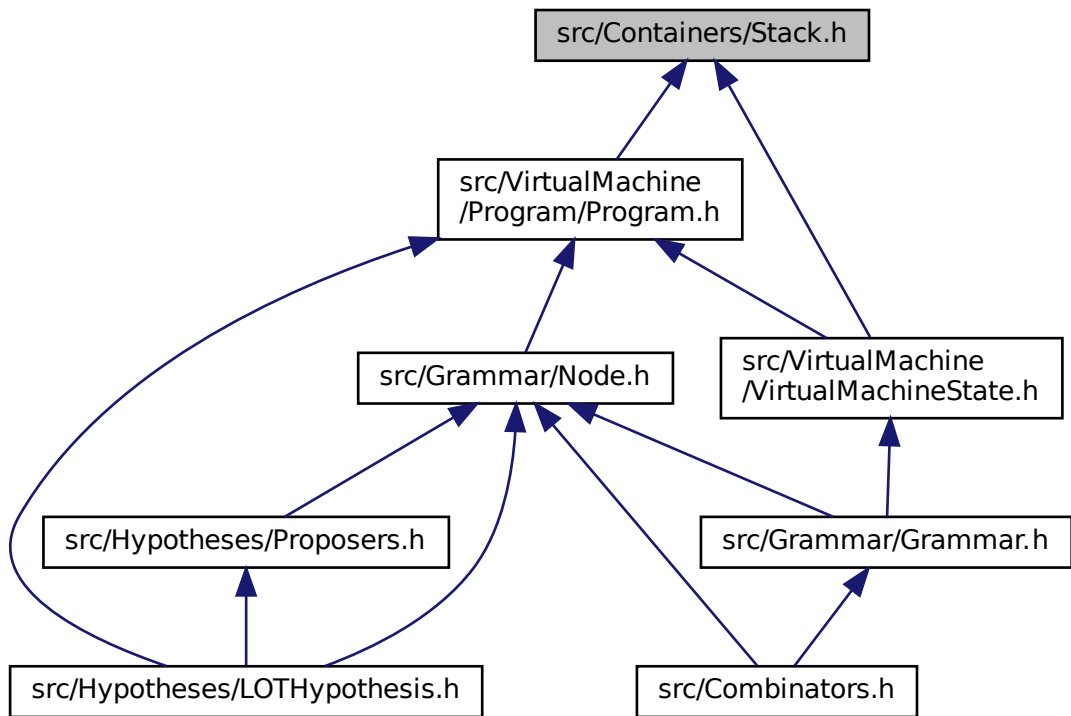 src/Containers/Stack.h
src/VirtualMachine
/Program/Program.h
src/VirtualMachine
/VirtualMachineState.h
src/Grammar/Node.h
src/Hypotheses/Proposers.h
src/Grammar/Grammar.h
src/Hypotheses/LOTHypothesis.h
src/Combinators.h